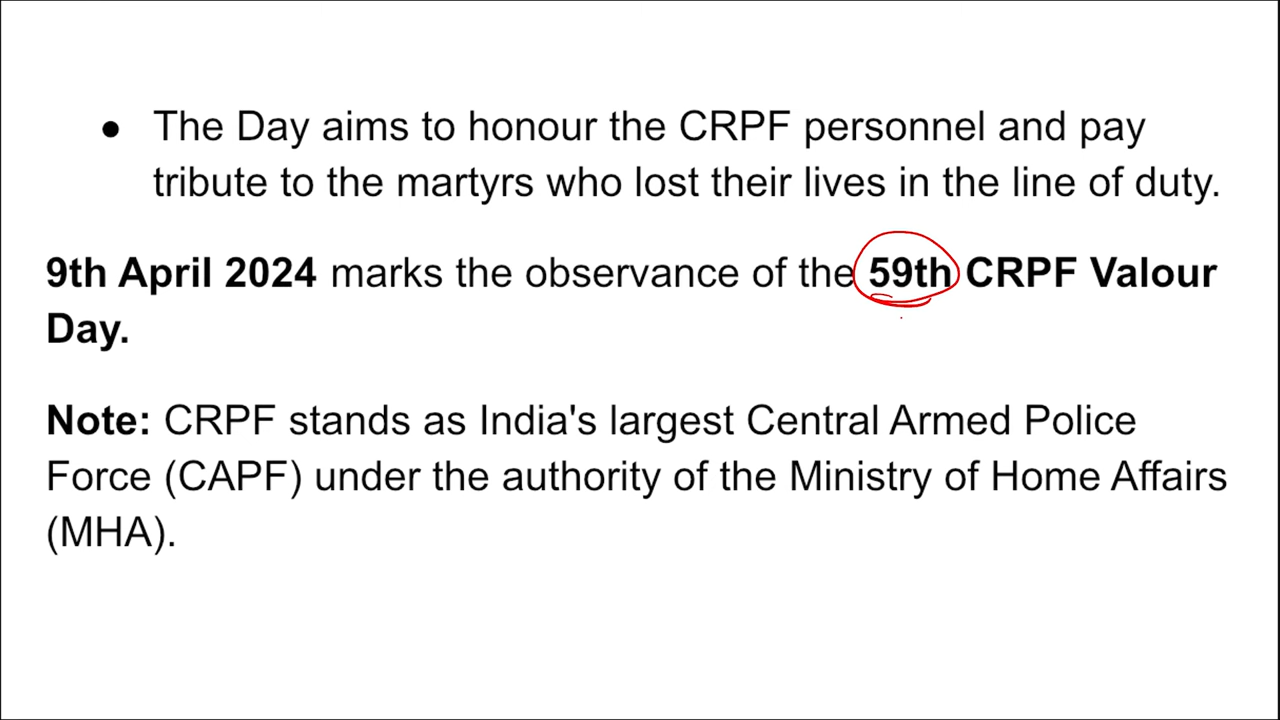 ● The Day aims to honour the CRPF personnel and pay
tribute to the martyrs who lost their lives in the line of duty.
9th April 2024 marks the observance of the 59th CRPF Valour
Day.
Note: CRPF stands as India's largest Central Armed Police
Force (CAPF) under the authority of the Ministry of Home Affairs
(MHA).